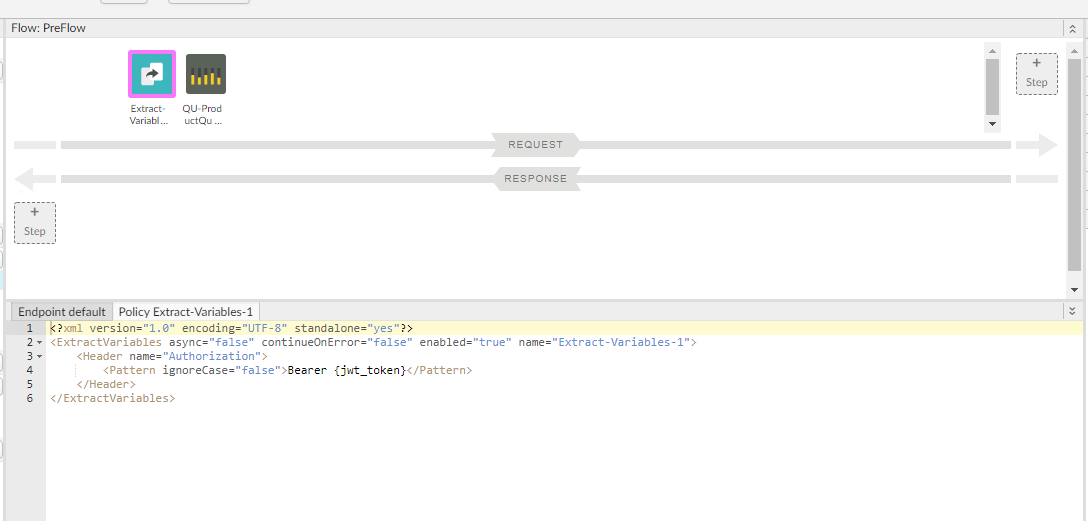 Flow: PreFlow
+
Step
Extract-
Variabl...
QU-Prod
uctQu ...
REQUEST
RESPONSE
+
Step
Endpoint default
Policy Extract-Variables-1
1 <?xml version="1.0" encoding="UTF-8" standalone="yes"?>
2 <ExtractVariables async="false" continueOnError="false" enabled="true" name="Extract-Variables-1">
3     <Header name="Authorization">
4         <Pattern ignoreCase="false">Bearer {jwt_token}</Pattern>
5     </Header>
6 </ExtractVariables>